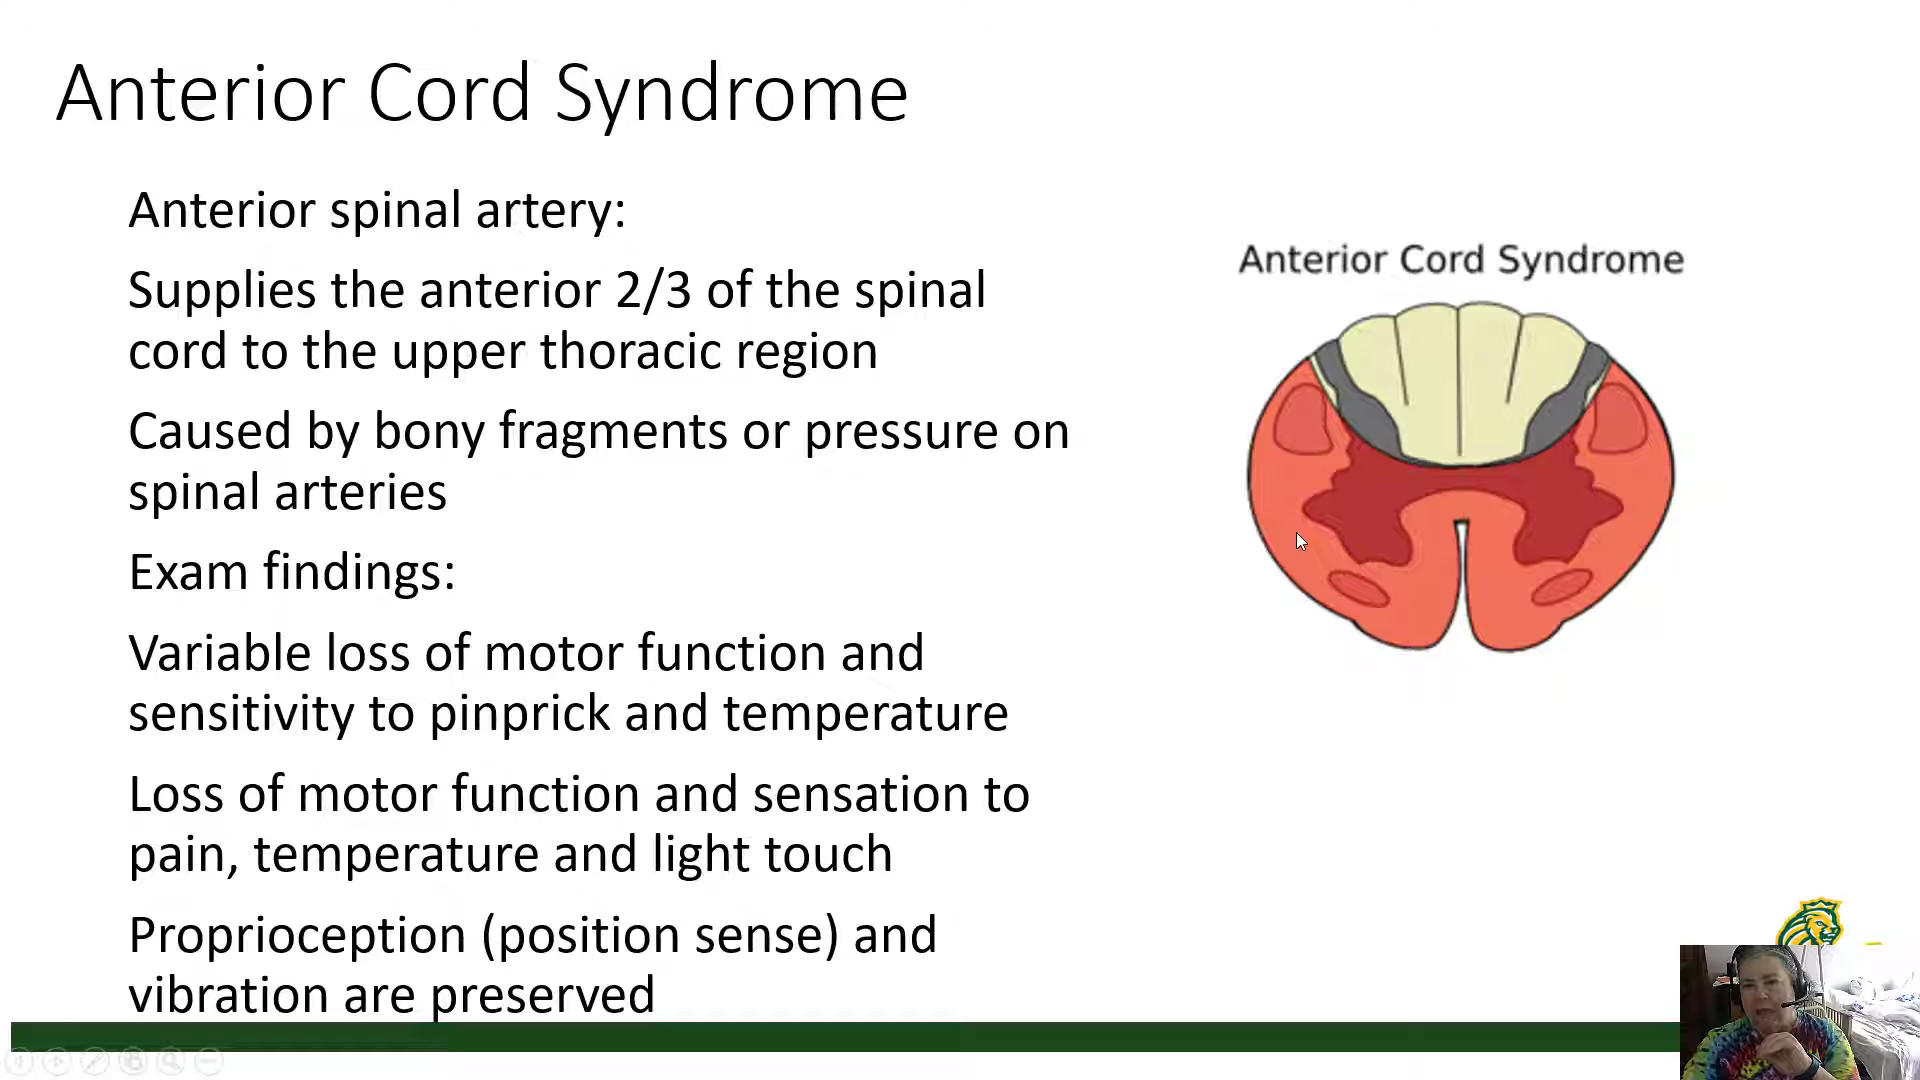 Anterior Cord Syndrome
Anterior spinal artery:
Supplies the anterior 2/3 of the spinal
cord to the upper thoracic region
Caused by bony fragments or pressure on
spinal arteries
Exam findings:
Variable loss of motor function and
sensitivity to pinprick and temperature
Loss of motor function and sensation to
pain, temperature and light touch
Proprioception (position sense) and
vibration are preserved
Anterior Cord Syndrome